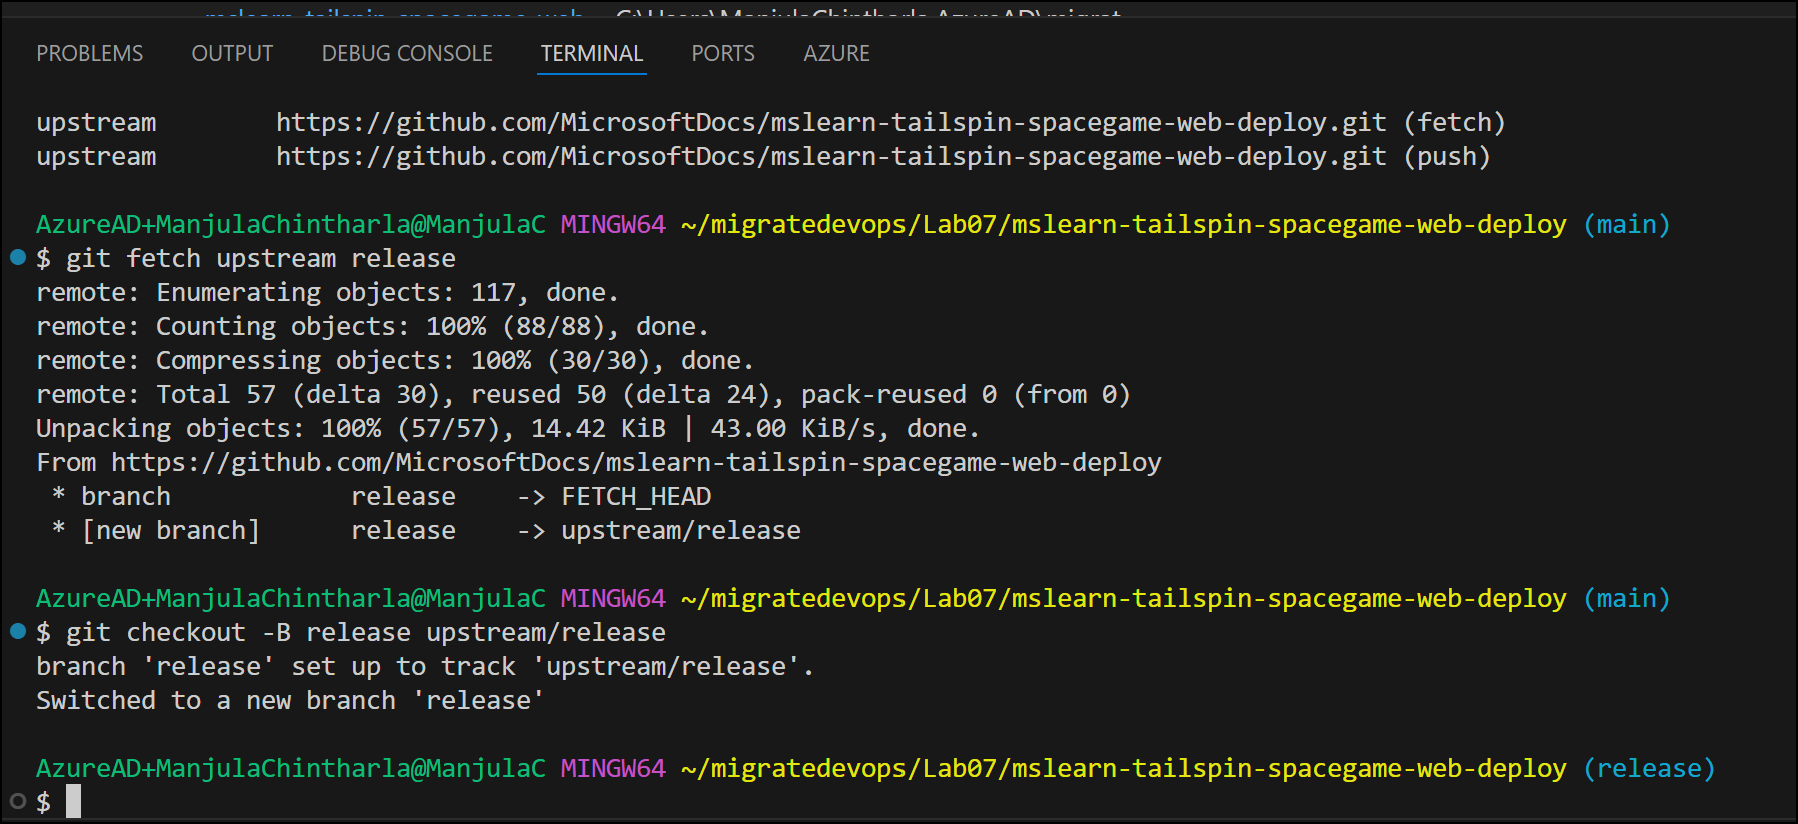 PROBLEMS OUTPUT DEBUG CONSOLE TERMINAL PORTS AZURE
upstream https://github.com/MicrosoftDocs/mslearn-tailspin-spacegame-web-deploy.git (fetch)
upstream https://github.com/MicrosoftDocs/mslearn-tailspin-spacegame-web-deploy.git (push)
AzureAD+ManjulaChintharla@ManjulaC MINGW64 ~/migratedevops/Lab07/mslearn-tailspin-spacegame-web-deploy (main)
$ git fetch upstream release
remote: Enumerating objects: 117, done.
remote: Counting objects: 100% (88/88), done.
remote: Compressing objects: 100% (30/30), done.
remote: Total 57 (delta 30), reused 50 (delta 24), pack-reused 0 (from 0)
Unpacking objects: 100% (57/57), 14.42 KiB | 43.00 KiB/s, done.
From https://github.com/MicrosoftDocs/mslearn-tailspin-spacegame-web-deploy
 * branch release -> FETCH_HEAD
 * [new branch] release -> upstream/release
AzureAD+ManjulaChintharla@ManjulaC MINGW64 ~/migratedevops/Lab07/mslearn-tailspin-spacegame-web-deploy (main)
$ git checkout -B release upstream/release
branch 'release' set up to track 'upstream/release'.
Switched to a new branch 'release'
AzureAD+ManjulaChintharla@ManjulaC MINGW64 ~/migratedevops/Lab07/mslearn-tailspin-spacegame-web-deploy (release)
$